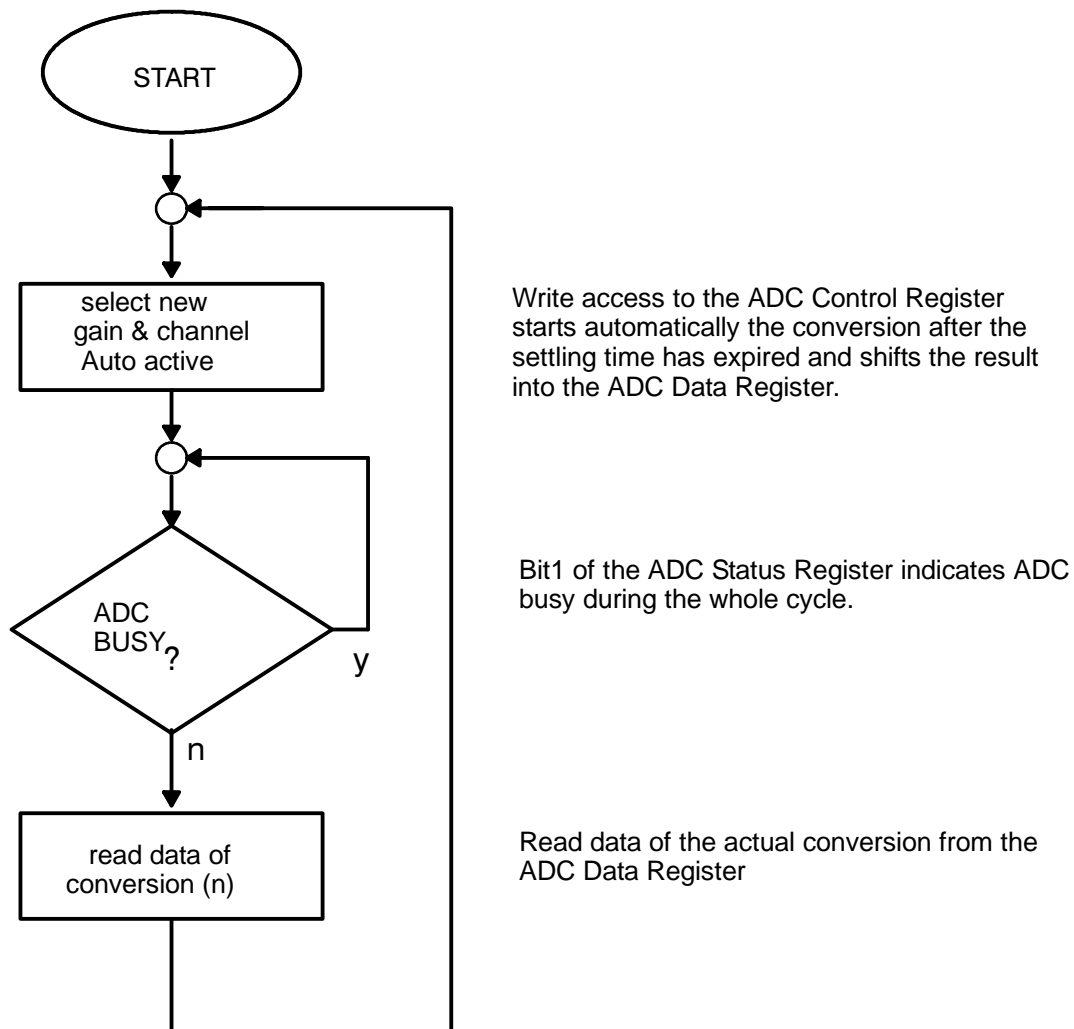 START
select new
gain & channel
Auto active
Write access to the ADC Control Register
starts automatically the conversion after the
settling time has expired and shifts the result
into the ADC Data Register.
ADC
BUSY?
y
n
Bit1 of the ADC Status Register indicates ADC
busy during the whole cycle.
read data of
conversion (n)
Read data of the actual conversion from the
ADC Data Register